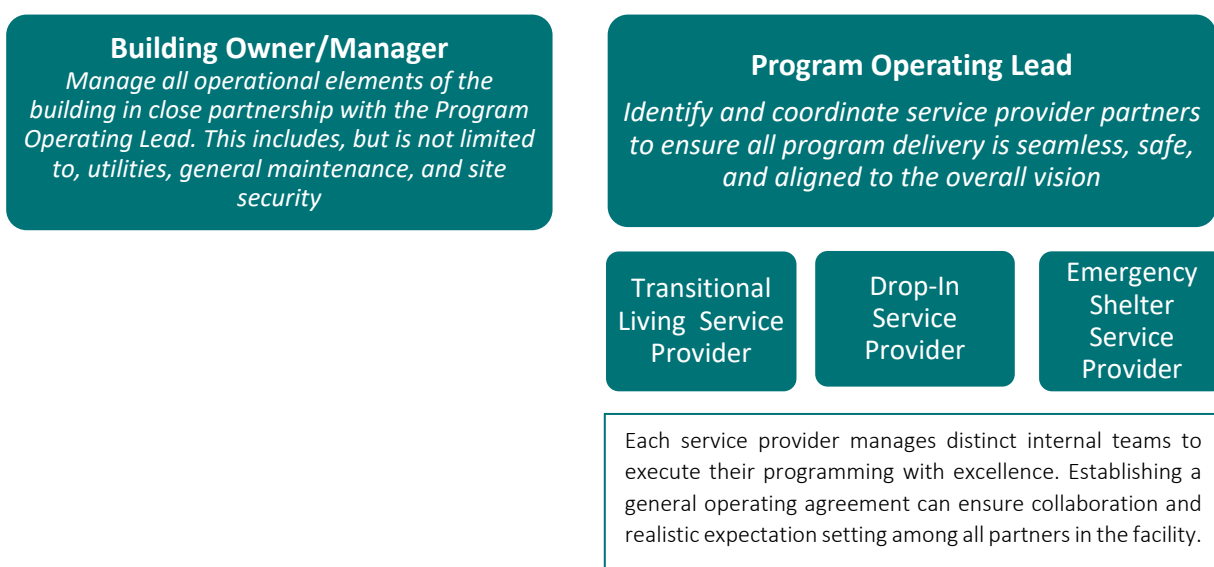 Building Owner/Manager
Manage all operational elements of the
building in close partnership with the Program
Operating Lead. This includes, but is not limited
to, utilities, general maintenance, and site
security
Program Operating Lead
Identify and coordinate service provider partners
to ensure all program delivery is seamless, safe,
and aligned to the overall vision
Transitional
Living Service
Provider
Drop-In
Service
Provider
Emergency
Shelter
Service
Provider
Each service provider manages distinct internal teams to
execute their programming with excellence. Establishing a
general operating agreement can ensure collaboration and
realistic expectation setting among all partners in the facility.